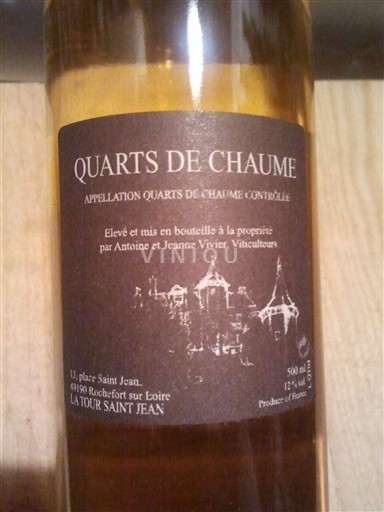 QUARTS DE CHAUME
APPELLATION QUARTS DE CHAUME CONTRÔLÉE
Elevé et mis en bouteille à la propriété
par Antoine et Jeanne Vivier, Viticulteurs
VINIOU
13, place Saint Jean
49190 Rochefort sur Loire
LA TOUR SAINT JEAN
500 ml
12 % vol
Produce of France